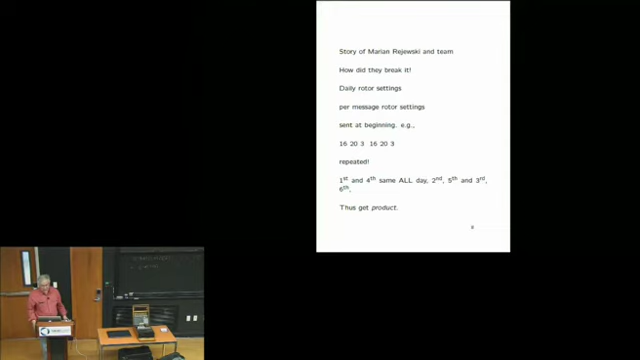 Story of Marian Rejewski and team
How did they break it!
Daily rotor settings
per message rotor settings
sent at beginning. e.g.,
16 20 3 16 20 3
repeated!
1st and 4th same ALL day, 2nd, 5th and 3rd,
6th,
Thus get product.